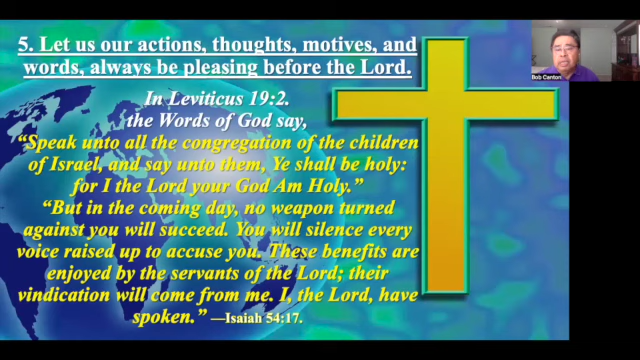 5. Let us our actions, thoughts, motives, and
words, always be pleasing before the Lord.
In Leviticus 19:2.
the Words of God say,
“Speak unto all the congregation of the children
of Israel, and say unto them, Ye shall be holy:
for I the Lord your God Am Holy.”
“But in the coming day, no weapon turned
against you will succeed. You will silence every
voice raised up to accuse you. These benefits are
enjoyed by the servants of the Lord; their
vindication will come from me. I, the Lord, have
spoken.” —Isaiah 54:17.
Bob Canton